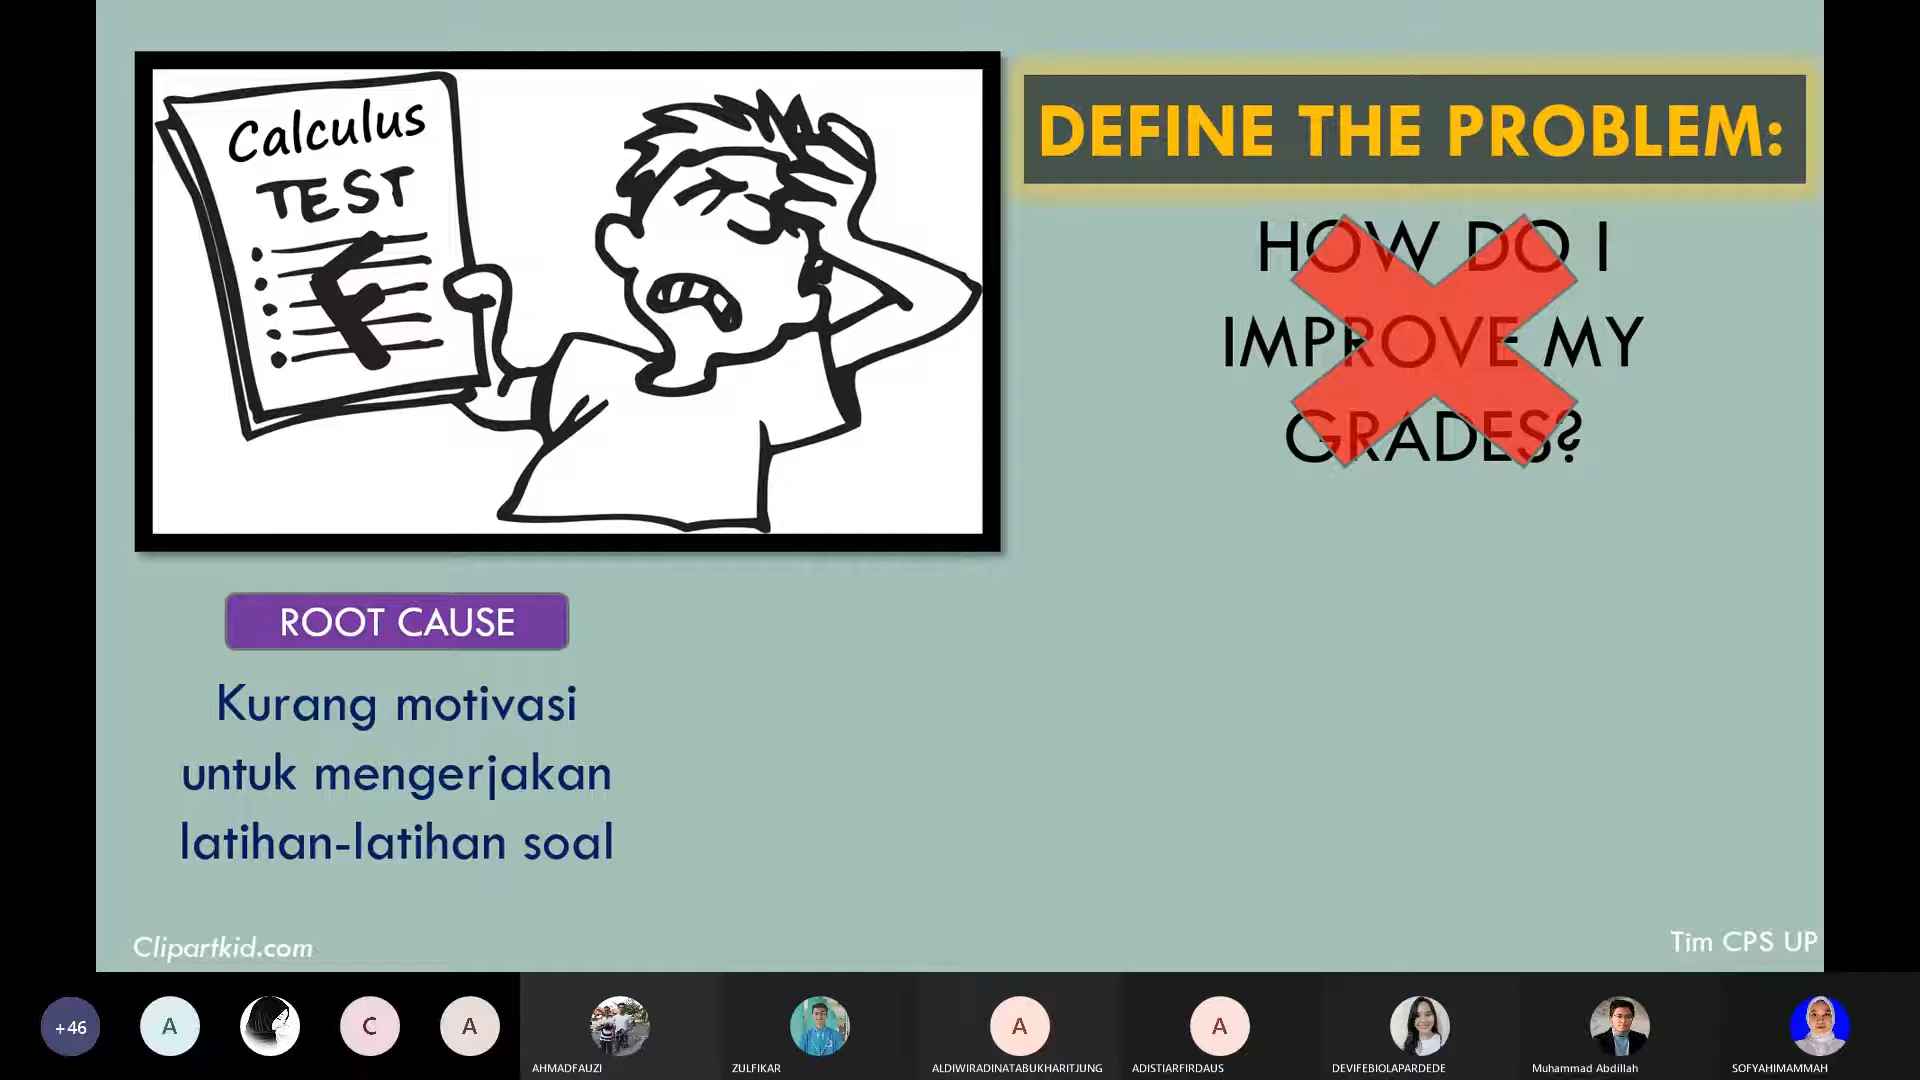 Calculus
TEST
F
DEFINE THE PROBLEM:
HOW DO I
IMPROVE MY
GRADES?
ROOT CAUSE
Kurang motivasi
untuk mengerjakan
latihan-latihan soal
Clipartkid.com
Tim CPS UP
+46
A
C
A
AHMADFAUZI
ZULFIKAR
A
ALDIWIRADINATABUKHARITJUNG
A
ADISTIARFIRDAUS
DEVIFEBIOLAPARDEDE
Muhammad Abdillah
SOFYAHIMAMMAH